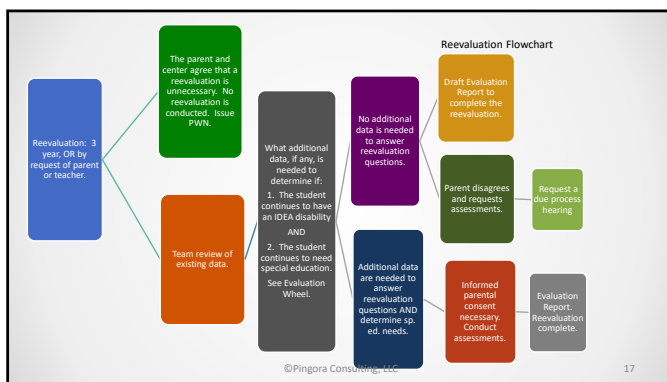 Reevaluation Flowchart
Reevaluation: 3
year, OR by
request of parent
or teacher.
The parent and
center agree that a
reevaluation is
unnecessary. No
reevaluation is
conducted. Issue
PWN.
Team review of
existing data.
What additional
data, if any, is
needed to
determine if:
1. The student
continues to have
an IDEA disability
AND
2. The student
continues to need
special education.
See Evaluation
Wheel.
No additional
data is needed
to answer
reevaluation
questions.
Draft Evaluation
Report to
complete the
reevaluation.
Parent disagrees
and requests
assessments.
Request a
due process
hearing
Additional data
are needed to
answer
reevaluation
questions AND
determine sp.
ed. needs.
Informed
parental
consent
necessary.
Conduct
assessments.
Evaluation
Report.
Reevaluation
complete.
©Pingora Consulting, LLC
17